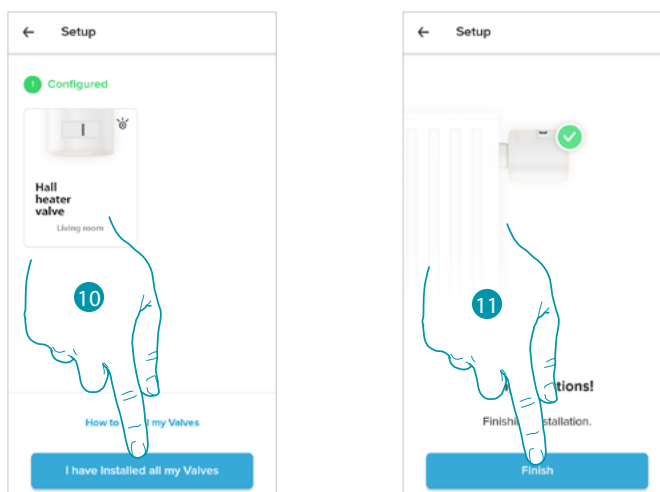 Setup
1 Configured
Hall
heater
valve
Living room
10
How to my Valves
I have Installed all my Valves
Setup
11
tions!
Finishi stallation.
Finish